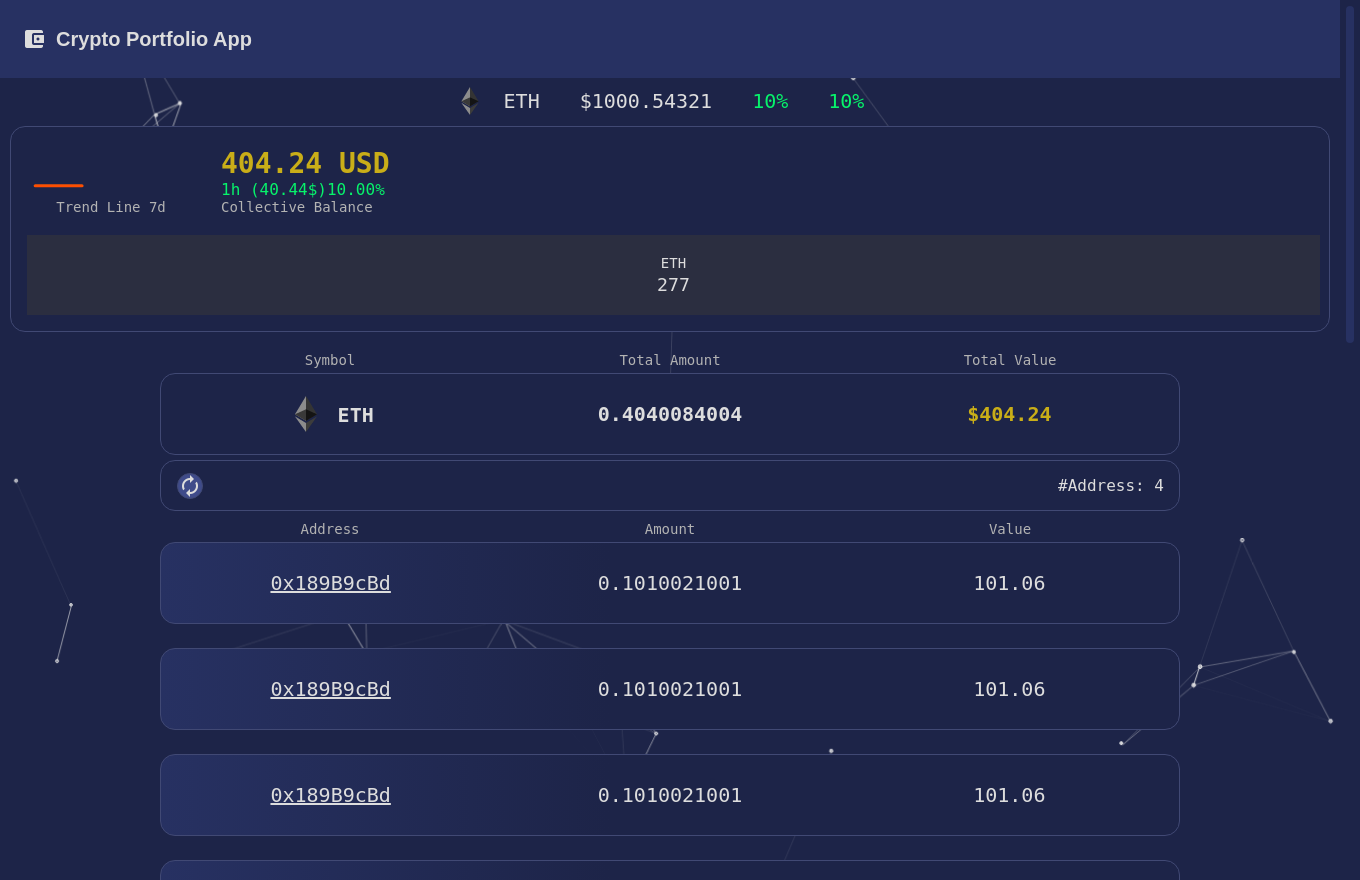 Crypto Portfolio App
ETH $1000.54321 10% 10%
404.24 USD
1h (40.44$)10.00%
Trend Line 7d Collective Balance
ETH
277
Symbol Total Amount Total Value
ETH 0.4040084004 $404.24
#Address: 4
Address Amount Value
0x189B9cBd 0.1010021001 101.06
0x189B9cBd 0.1010021001 101.06
0x189B9cBd 0.1010021001 101.06